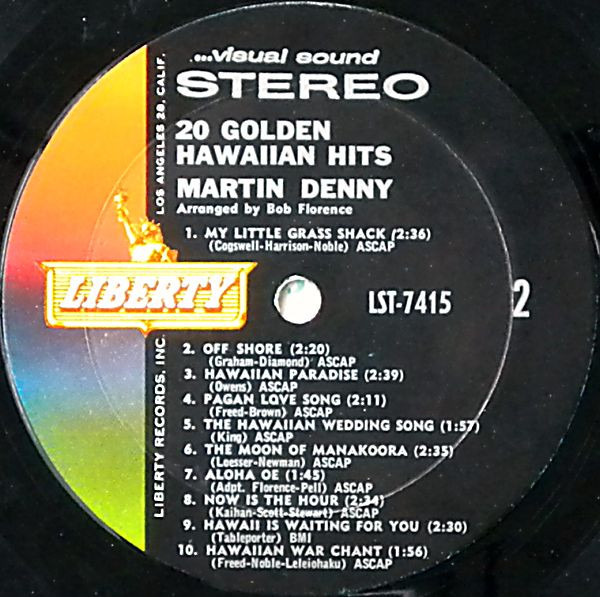 ...visual sound
STEREO
20 GOLDEN
HAWAIIAN HITS
MARTIN DENNY
Arranged by Bob Florence
1. MY LITTLE GRASS SHACK (2:36)
(Cogswell-Harrison-Noble) ASCAP
LIBERTY
LST-7415
2
2. OFF SHORE (2:20)
(Graham-Diamond) ASCAP
3. HAWAIIAN PARADISE (2:39)
(Owens) ASCAP
4. PAGAN LOVE SONG (2:11)
(Freed-Brown) ASCAP
5. THE HAWAIIAN WEDDING SONG (1:57)
(King) ASCAP
6. THE MOON OF MANAKOORA (2:35)
(Loesser-Newman) ASCAP
7. ALOHA OE (1:45)
(Adpt. Florence-Pell) ASCAP
8. NOW IS THE HOUR (2:34)
(Kaihan-Scott-Stewart) ASCAP
9. HAWAII IS WAITING FOR YOU (2:30)
(Tableporter) BMI
10. HAWAIIAN WAR CHANT (1:56)
(Freed-Noble-Leleiohaku) ASCAP
LIBERTY RECORDS, INC. LOS ANGELES 28, CALIF.